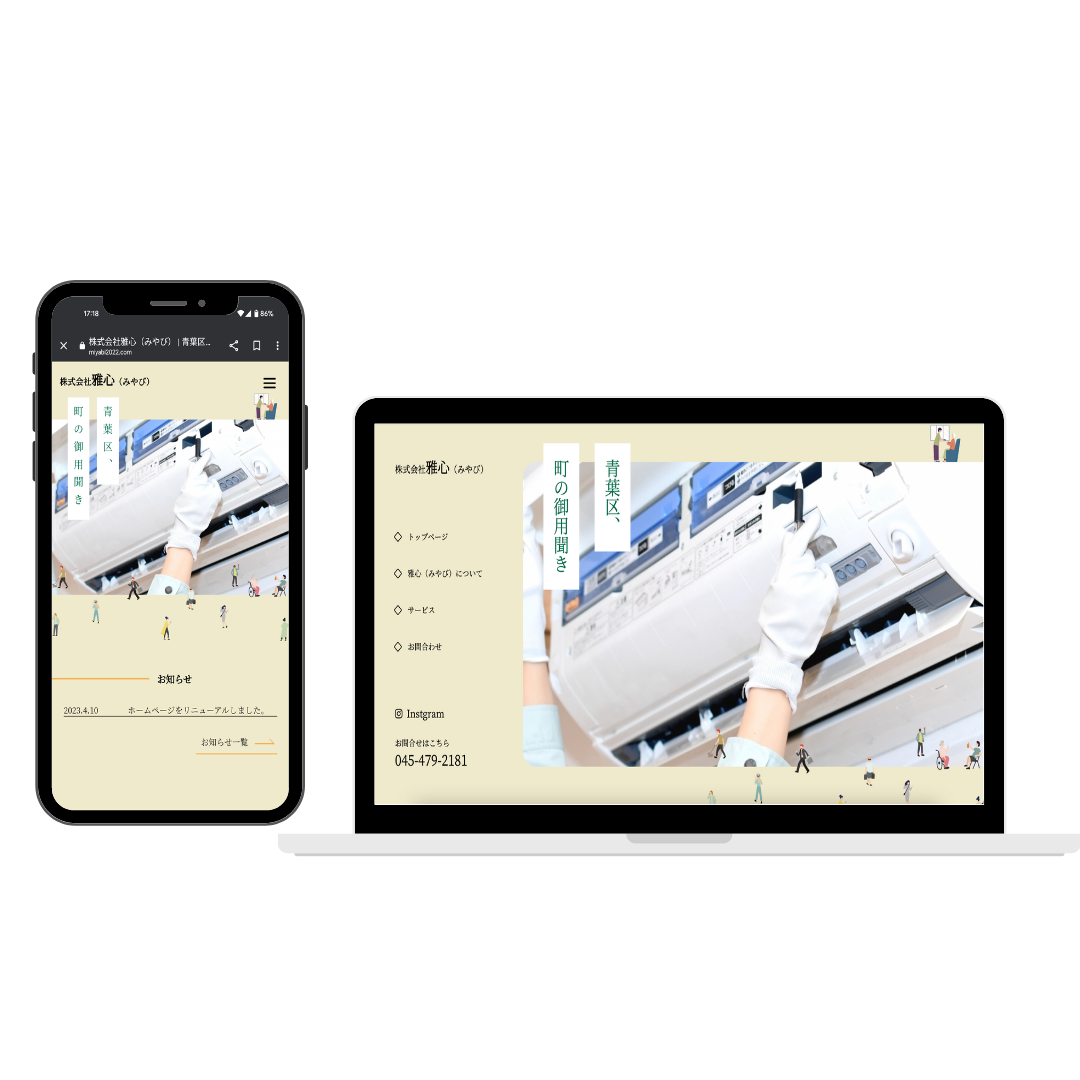 17:18
86%
株式会社雅心（みやび） | 青葉区...
miyabi2022.com
株式会社雅心（みやび）
青葉区、
町の御用聞き
お知らせ
2023.4.10 ホームページをリニューアルしました。
お知らせ一覧
株式会社雅心（みやび）
青葉区、
町の御用聞き
トップページ
雅心（みやび）について
サービス
お問合わせ
Instgram
お問合せはこちら
045-479-2181